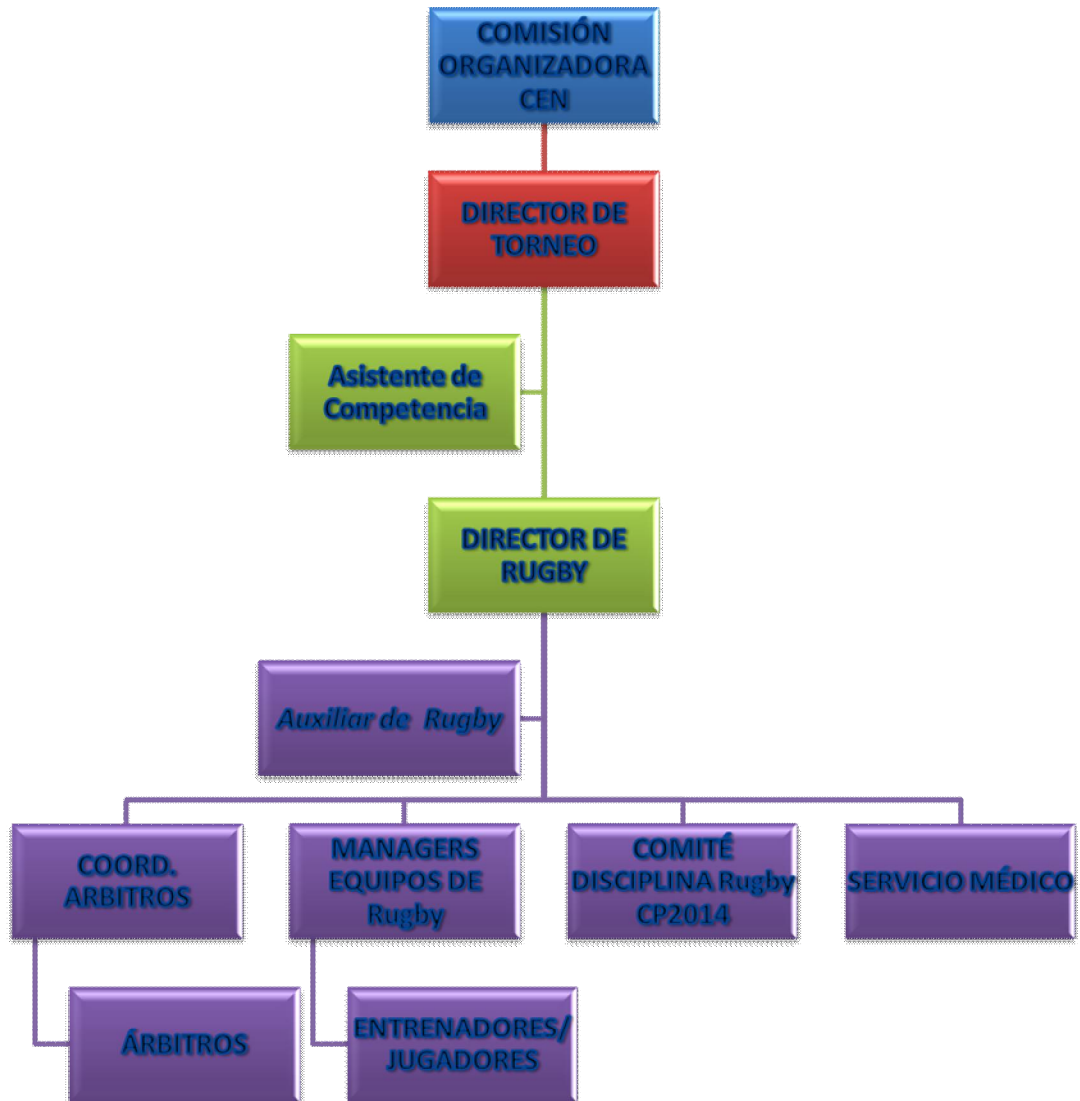 COMISIÓN
ORGANIZADORA
CEN
DIRECTOR DE
TORNEO
Asistente de
Competencia
DIRECTOR DE
RUGBY
Auxiliar de Rugby
COORD.
ARBITROS
MANAGERS
EQUIPOS DE
Rugby
COMITÉ
DISCIPLINA Rugby
CP2014
SERVICIO MÉDICO
ÁRBITROS
ENTRENADORES/
JUGADORES